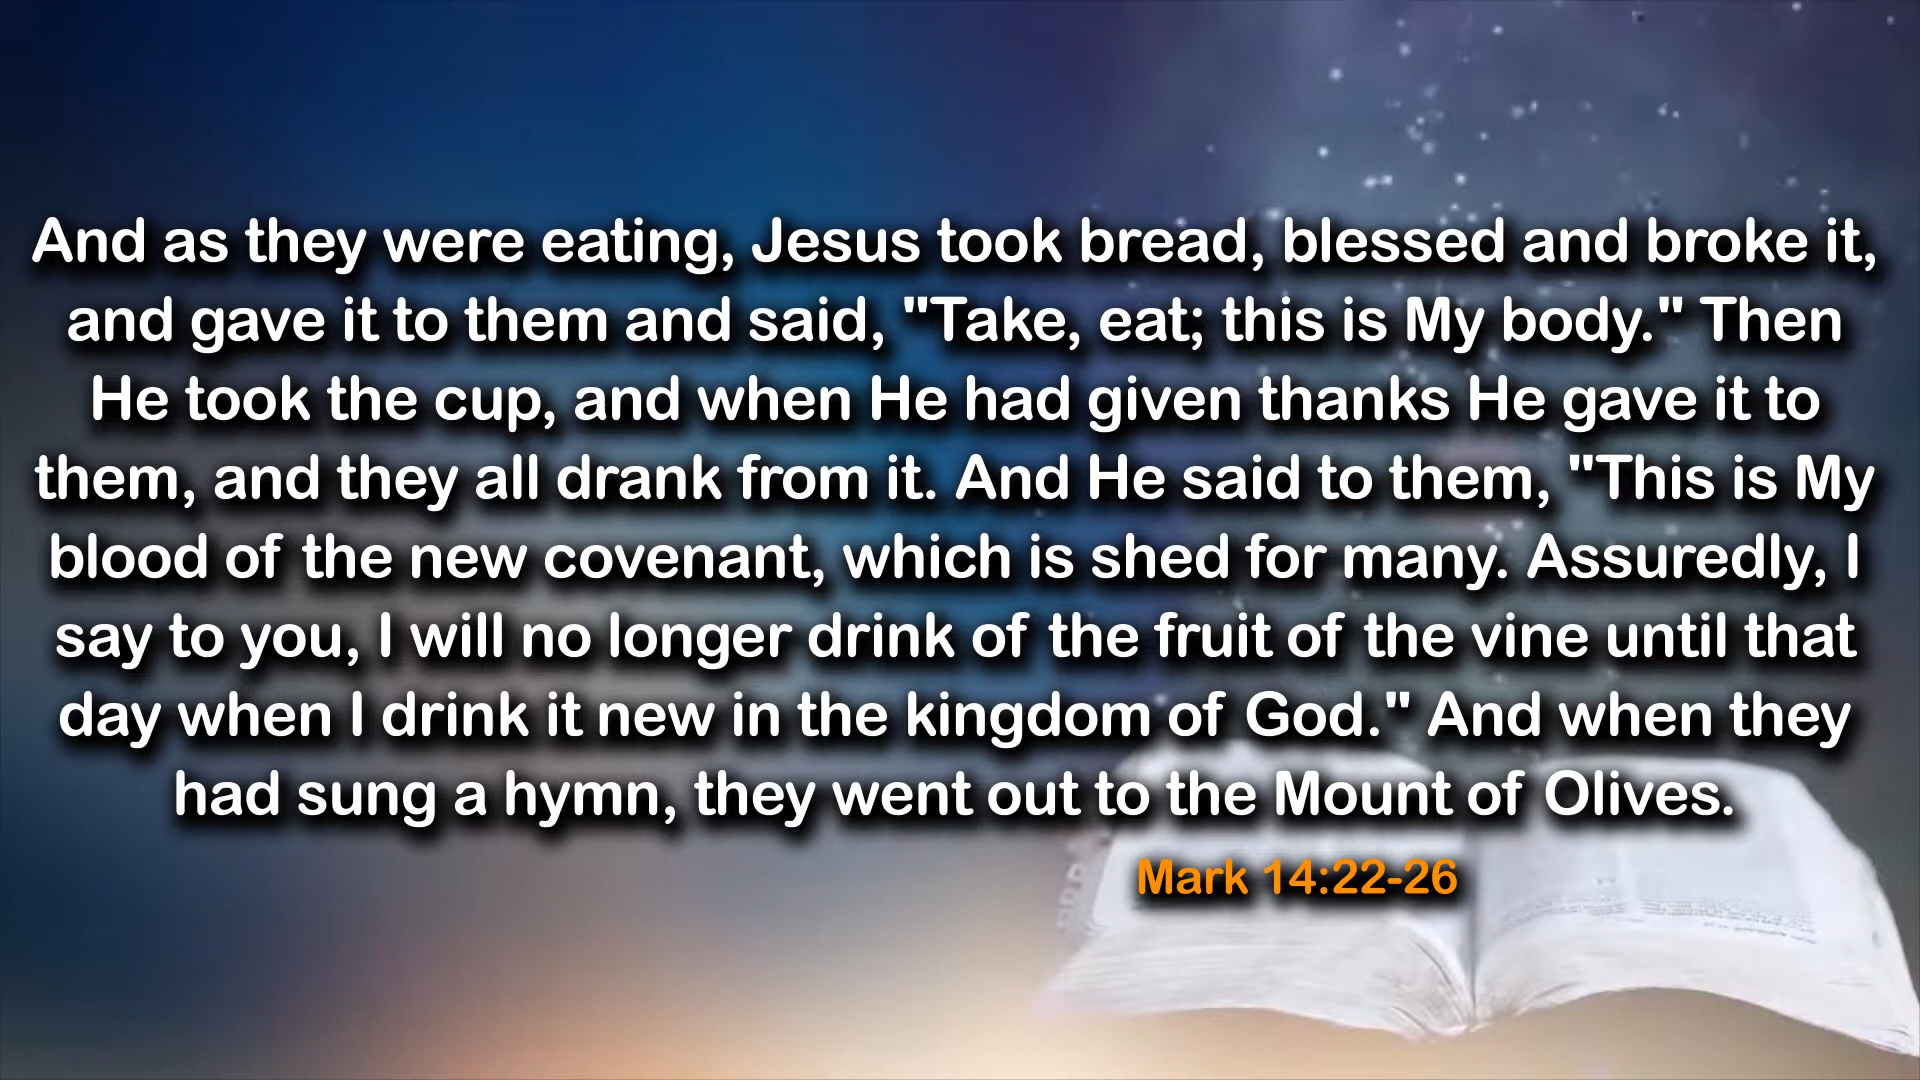 And as they were eating, Jesus took bread, blessed and broke it,
and gave it to them and said, "Take, eat; this is My body." Then
He took the cup, and when He had given thanks He gave it to
them, and they all drank from it. And He said to them, "This is My
blood of the new covenant, which is shed for many. Assuredly, I
say to you, I will no longer drink of the fruit of the vine until that
day when I drink it new in the kingdom of God." And when they
had sung a hymn, they went out to the Mount of Olives.
Mark 14:22-26